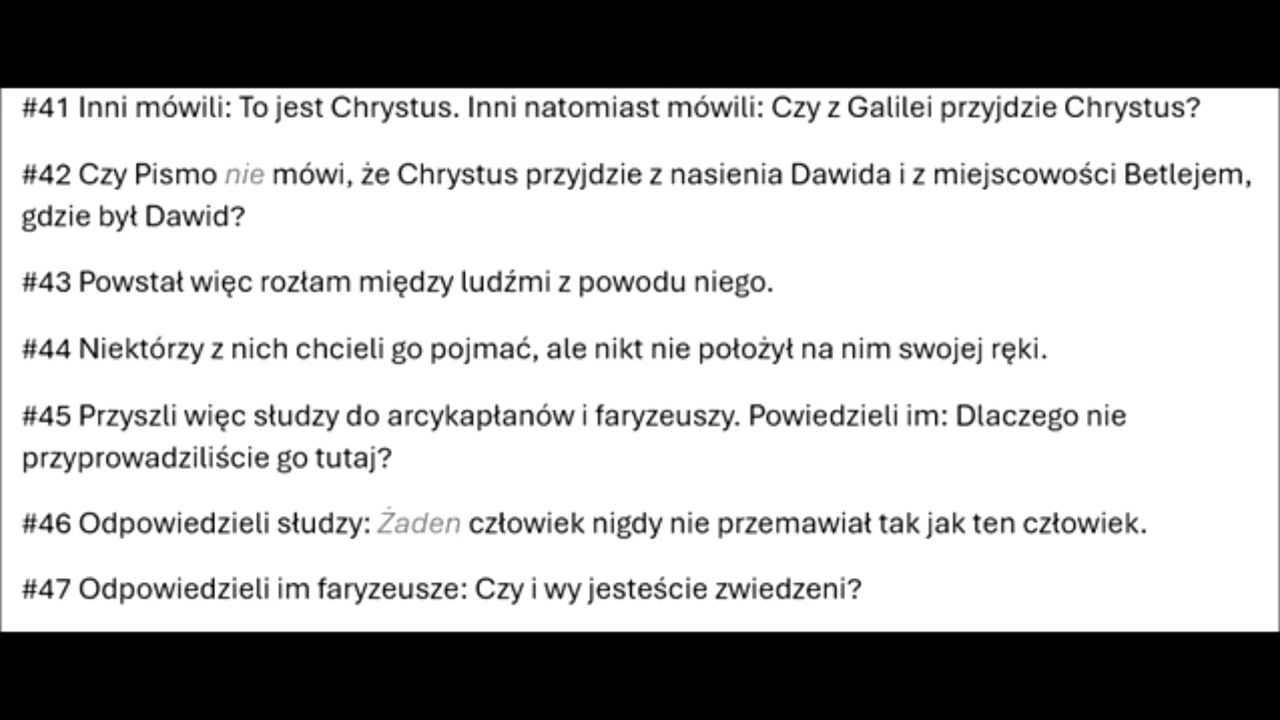 #41 Inni mówili: To jest Chrystus. Inni natomiast mówili: Czy z Galilei przyjdzie Chrystus?
#42 Czy Pismo nie mówi, że Chrystus przyjdzie z nasienia Dawida i z miejscowości Betlejem,
gdzie był Dawid?
#43 Powstał więc rozłam między ludźmi z powodu niego.
#44 Niektórzy z nich chcieli go pojmać, ale nikt nie położył na nim swojej ręki.
#45 Przyszli więc słudzy do arcykapłanów i faryzeuszy. Powiedzieli im: Dlaczego nie
przyprowadziliście go tutaj?
#46 Odpowiedzieli słudzy: Żaden człowiek nigdy nie przemawiał tak jak ten człowiek.
#47 Odpowiedzieli im faryzeusze: Czy i wy jesteście zwiedzeni?